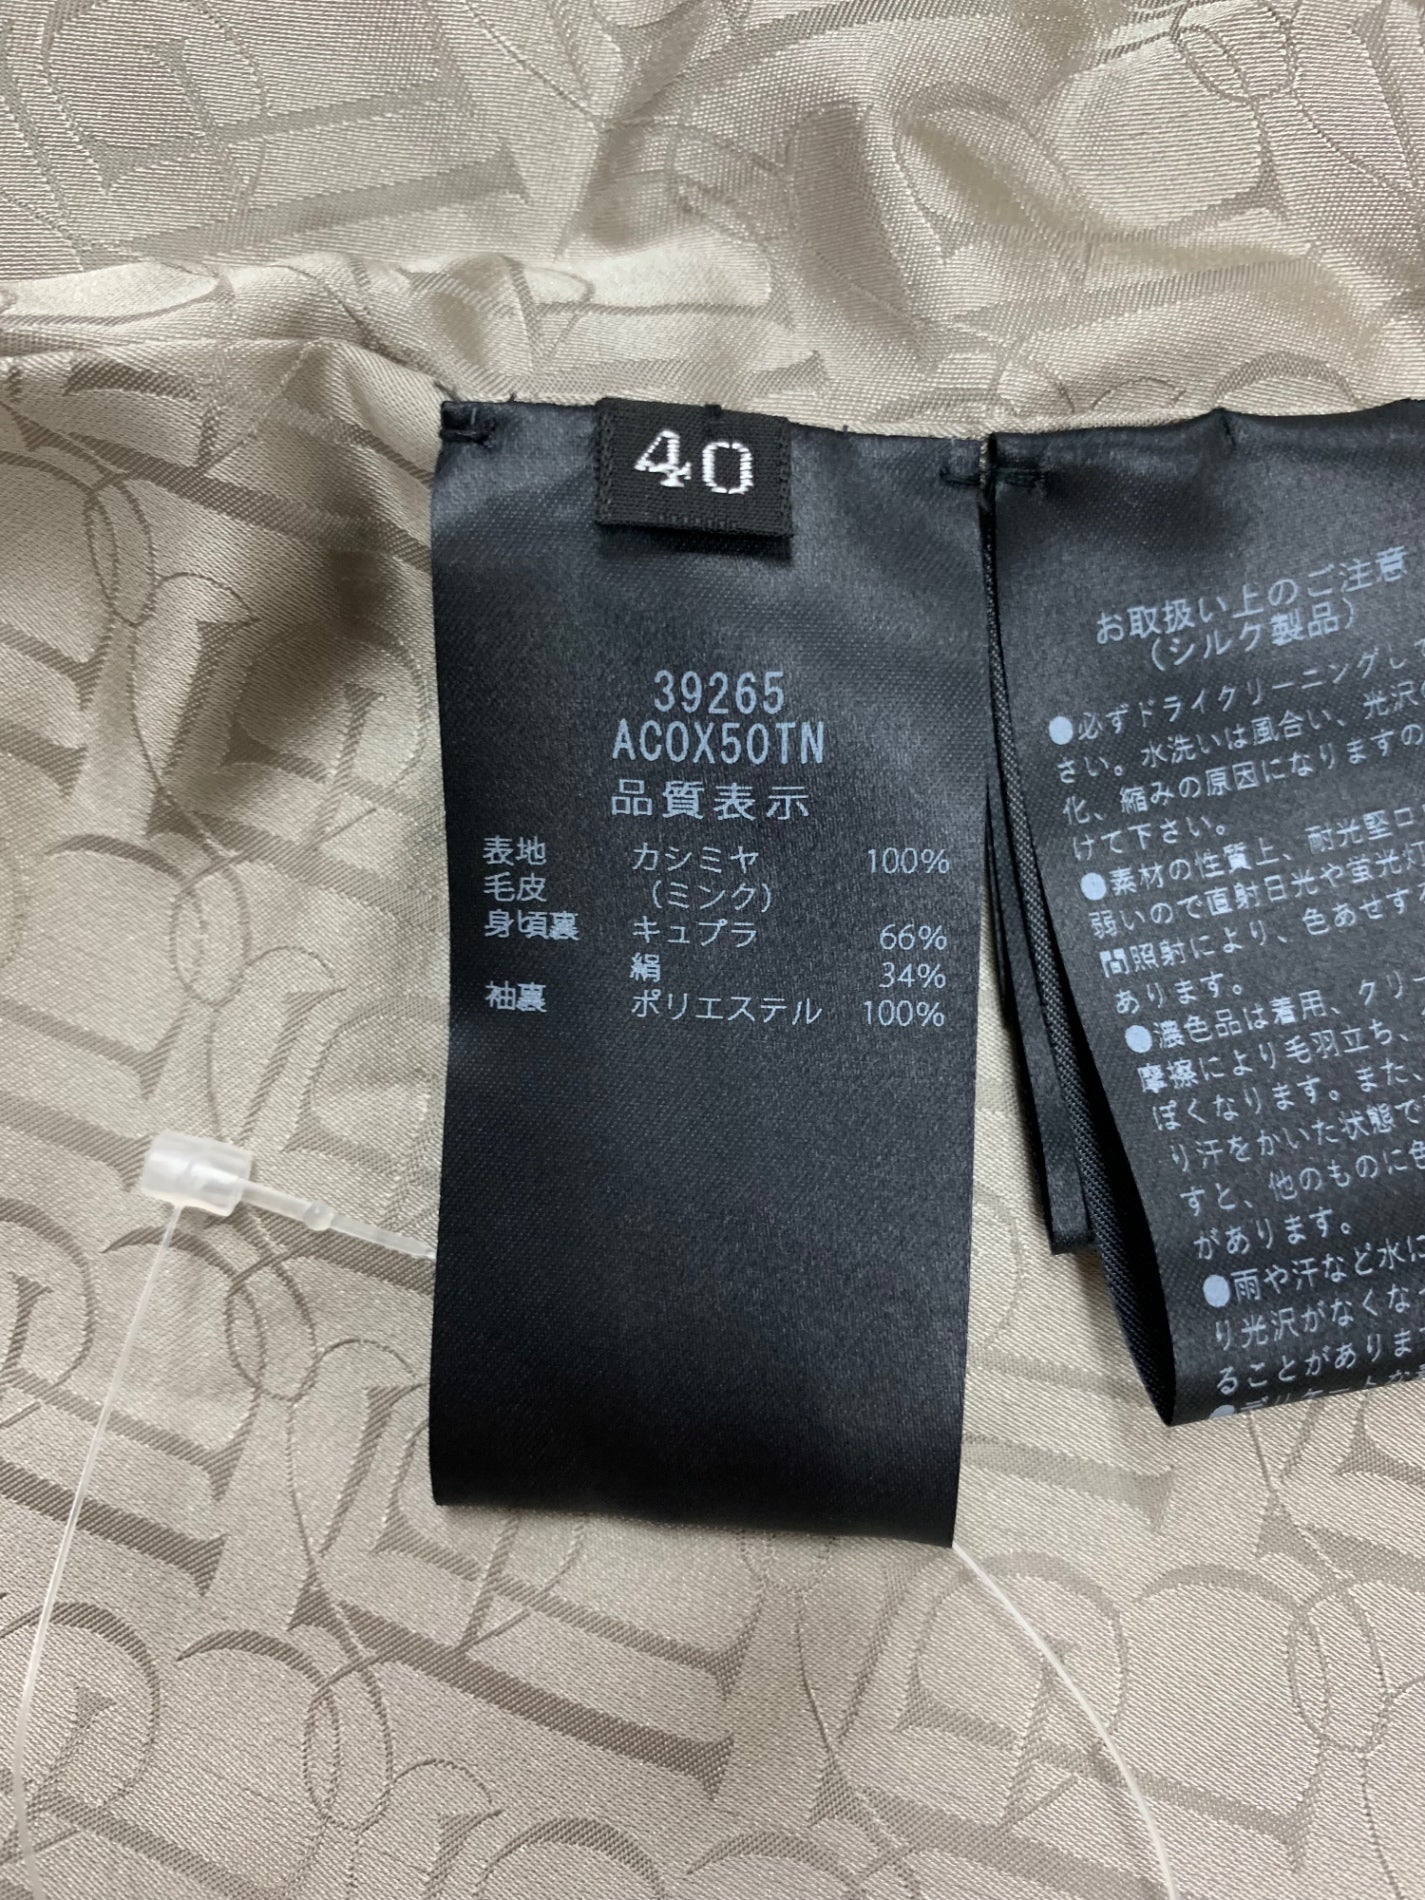 40
39265
ACOX50TN
品質表示
表地 カシミヤ 100%
毛皮 (ミンク)
身頃裏 キュプラ 66%
絹 34%
袖裏 ポリエステル 100%
お取扱い上のご注意
(シルク製品)
●必ずドライクリーニングし
さい。水洗いは風合い、光沢
化、縮みの原因になりますの
けて下さい。
●素材の性質上、耐光堅ロ
弱いので直射日光や蛍光灯
間照射により、色あせす
あります。
●濃色品は着用、クリー
摩擦により毛羽立ち、
ぽくなります。また、
り汗をかいた状態で
すと、他のものに色
があります。
●雨や汗など水に
り光沢がなくなっ
ることがありま